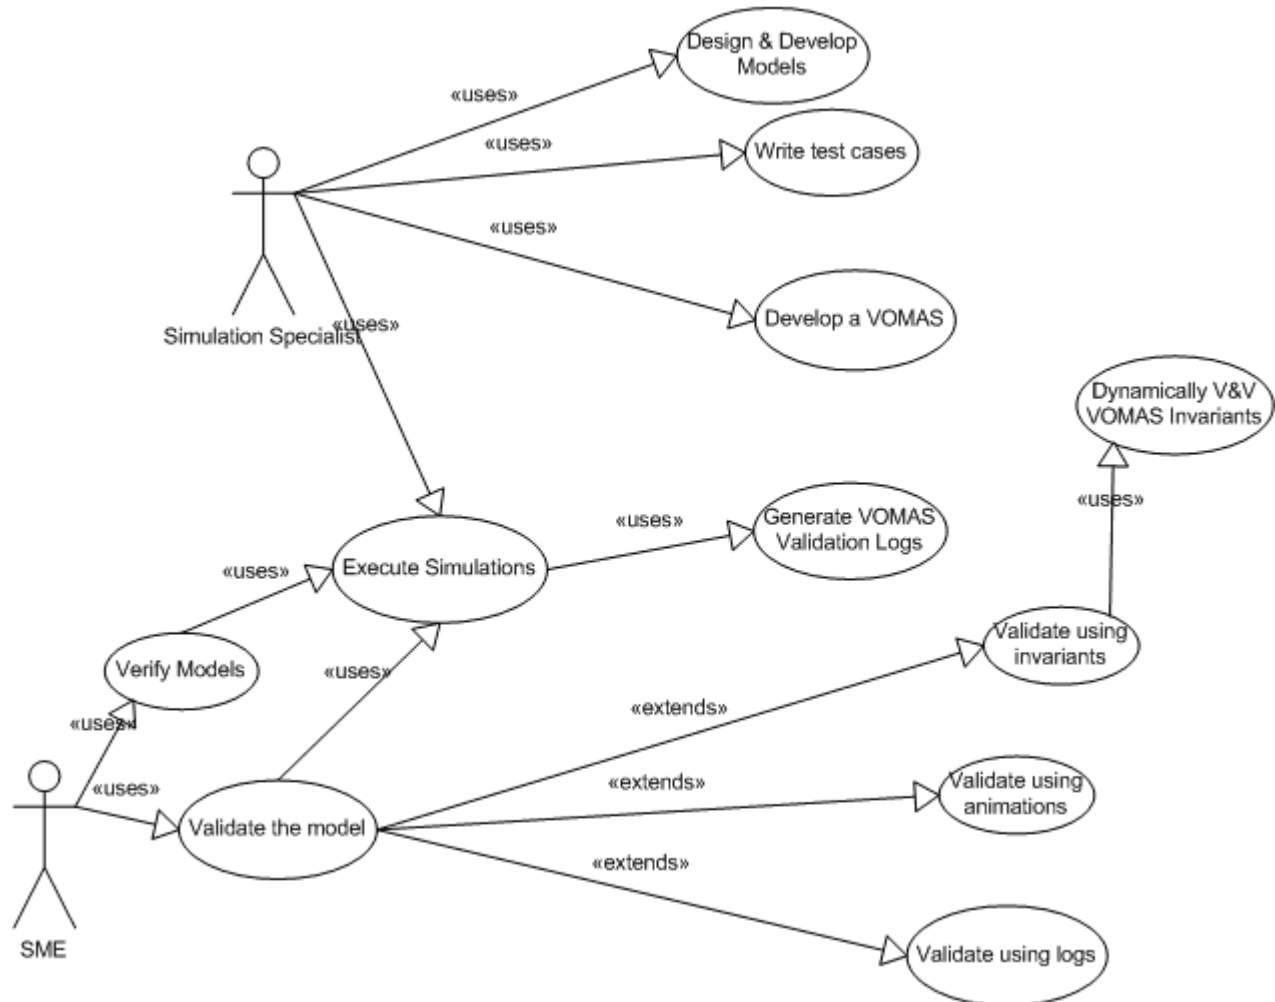 Design & Develop
Models
«uses»
«uses»
Write test cases
«uses»
Develop a VOMAS
Simulation Specialist
«uses»
Dynamically V&V
VOMAS Invariants
«uses»
Generate VOMAS
Validation Logs
«uses»
Execute Simulations
«uses»
Validate using
invariants
Verify Models
«uses»
«uses»
«extends»
«uses»
«extends»
Validate using
animations
Validate the model
«extends»
SME
Validate using logs